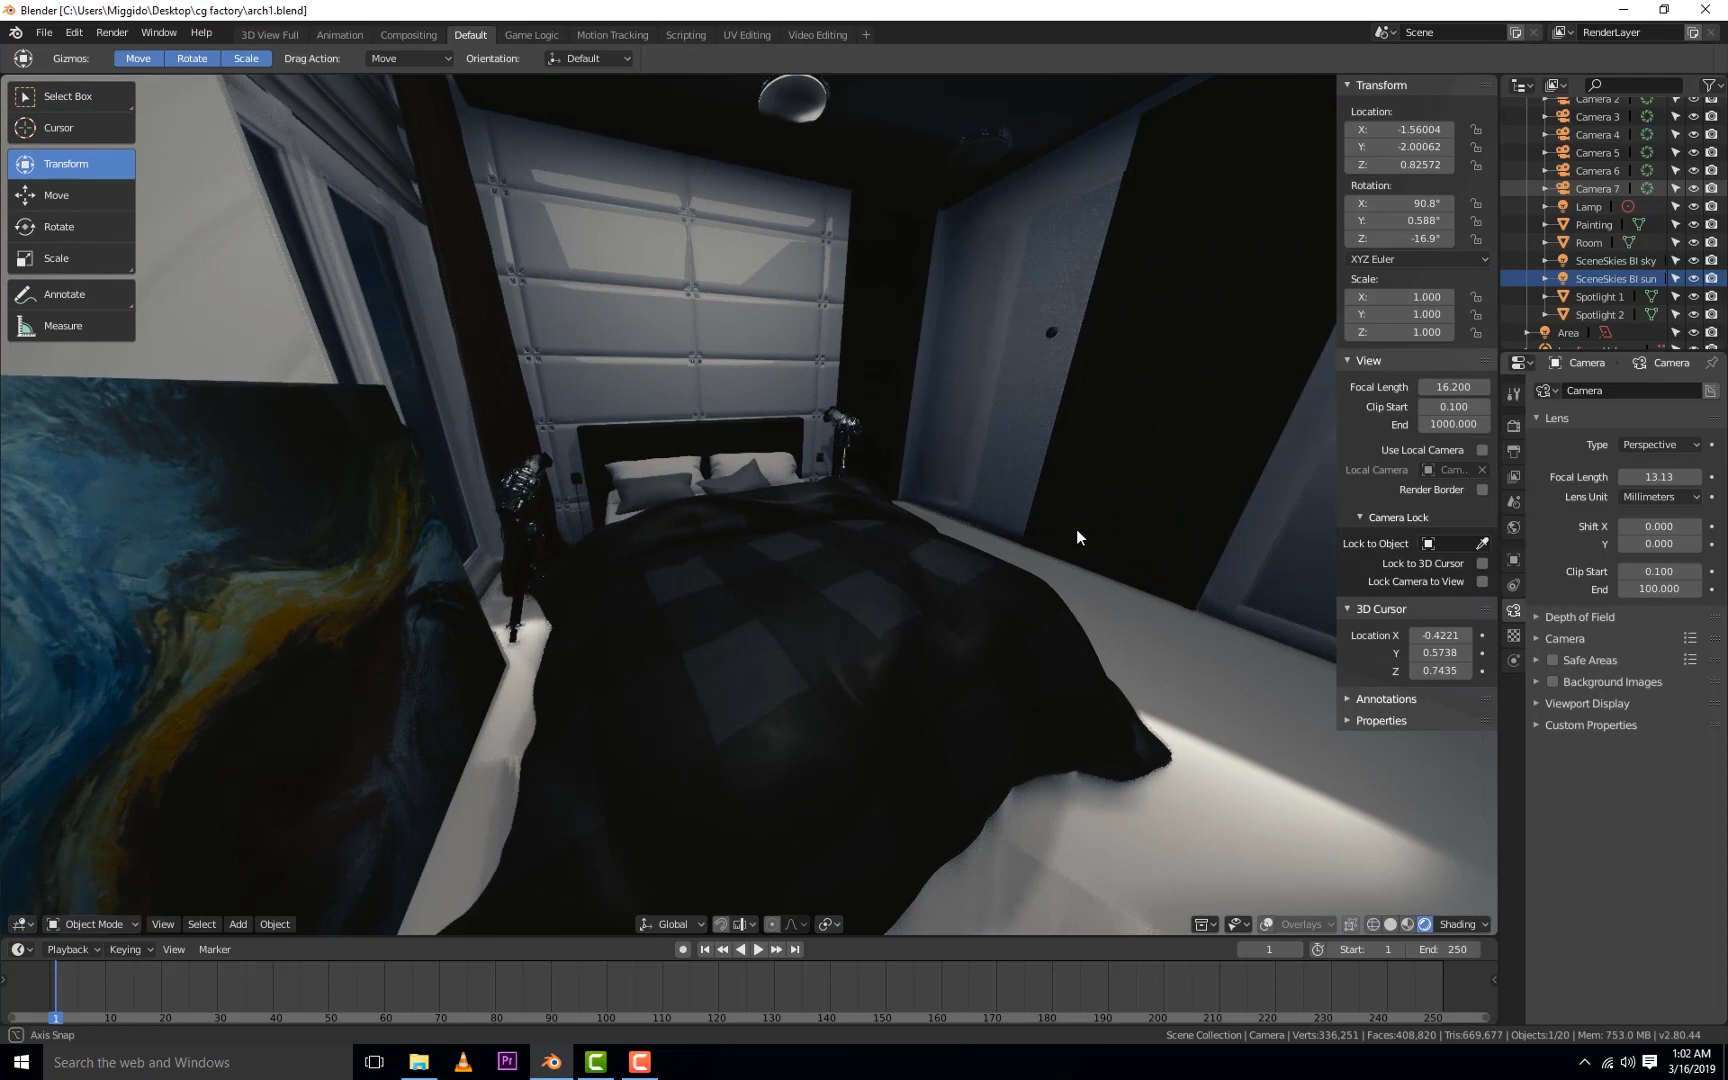 Blender [C:\Users\Miggido\Desktop\cg factory\arch1.blend]
File Edit Render Window Help 3D View Full Animation Compositing Default Game Logic Motion Tracking Scripting UV Editing Video Editing + Scene RenderLayer
Gizmos: Move Rotate Scale Drag Action: Move Orientation: Default
Select Box
Cursor
Transform
Move
Rotate
Scale
Annotate
Measure
Transform
Location:
X: -1.56004
Y: -2.00062
Z: 0.82572
Rotation:
X: 90.8°
Y: 0.588°
Z: -16.9°
XYZ Euler
Scale:
X: 1.000
Y: 1.000
Z: 1.000
View
Focal Length 16.200
Clip Start 0.100
End 1000.000
Use Local Camera
Local Camera Cam..
Render Border
Camera Lock
Lock to Object
Lock to 3D Cursor
Lock Camera to View
3D Cursor
Location X -0.4221
Y 0.5738
Z 0.7435
Annotations
Properties
Camera 2
Camera 3
Camera 4
Camera 5
Camera 6
Camera 7
Lamp
Painting
Room
SceneSkies BI sky
SceneSkies BI sun
Spotlight 1
Spotlight 2
Area
Camera Camera
Camera
Lens
Type Perspective
Focal Length 13.13
Lens Unit Millimeters
Shift X 0.000
Y 0.000
Clip Start 0.100
End 100.000
Depth of Field
Camera
Safe Areas
Background Images
Viewport Display
Custom Properties
Object Mode View Select Add Object Global Overlays Shading
Playback Keying View Marker 1 Start: 1 End: 250
1 10 20 30 40 50 60 70 80 90 100 110 120 130 140 150 160 170 180 190 200 210 220 230 240 250
Axis Snap Scene Collection | Camera | Verts:336,251 | Faces:408,820 | Tris:669,677 | Objects:1/20 | Mem: 753.0 MB | v2.80.44
Search the web and Windows
Pr
1:02 AM
3/16/2019